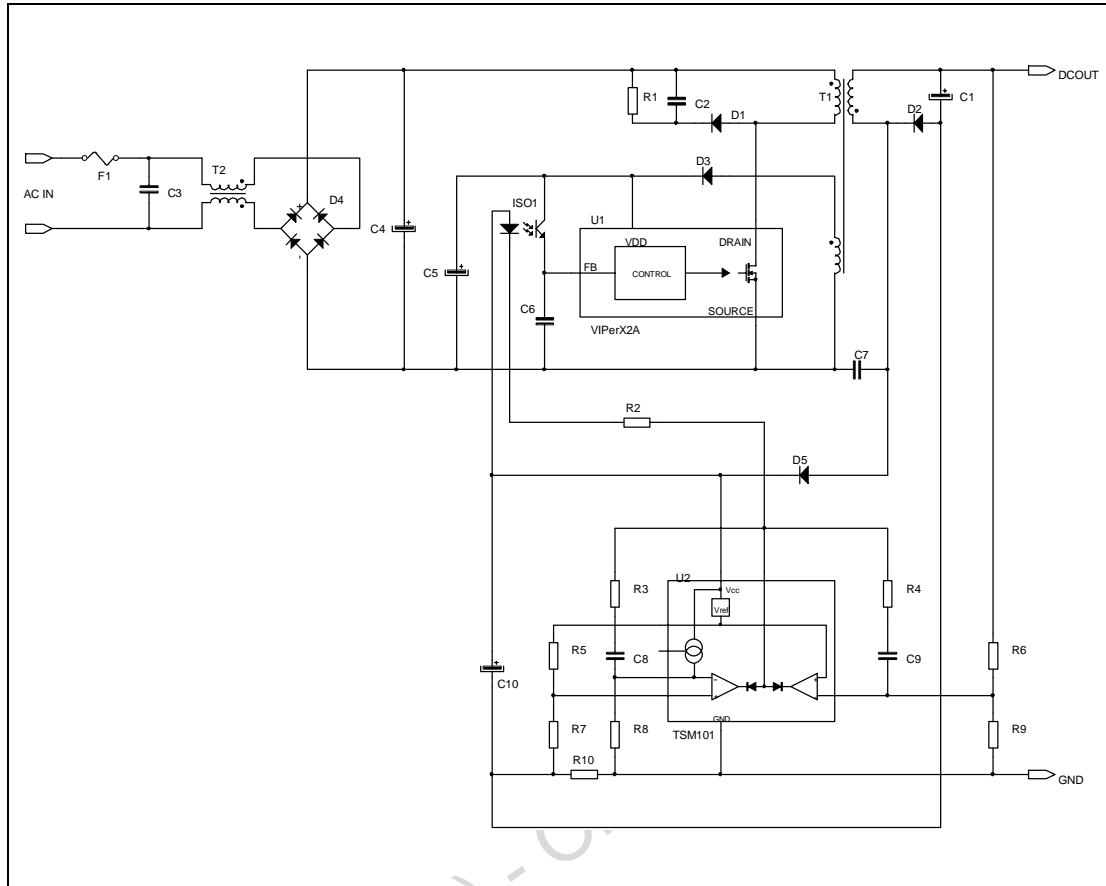 DCOUT
R1
C2
D1
T1
D2
C1
F1
T2
C3
AC IN
D4
+
-
+
C4
+
C5
ISO1
D3
U1
VDD
DRAIN
FB
CONTROL
SOURCE
C6
VIPerX2A
C7
R2
D5
U2
R3
Vcc
Vref
R4
R5
C8
C9
R6
+
C10
-
+
+
-
R7
R8
GND
TSM101
R9
R10
GND